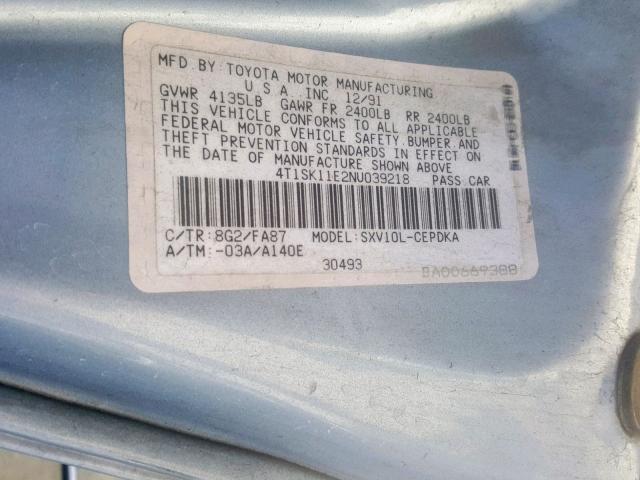 MFD.BY:TOYOTA MOTOR MANUFACTURING
U S A INC. 12/91
GVWR 4135LB GAWR FR 2400LB RR 2400LB
THIS VEHICLE CONFORMS TO ALL APPLICABLE
FEDERAL MOTOR VEHICLE SAFETY,BUMPER,AND
THEFT PREVENTION STANDARDS IN EFFECT ON
THE DATE OF MANUFACTURE SHOWN ABOVE
4T1SK11E2NU039218 PASS.CAR
C/TR:8G2/FA87 MODEL:SXV10L-CEPDKA
A/TM:-03A/A140E
30493
BA00669388